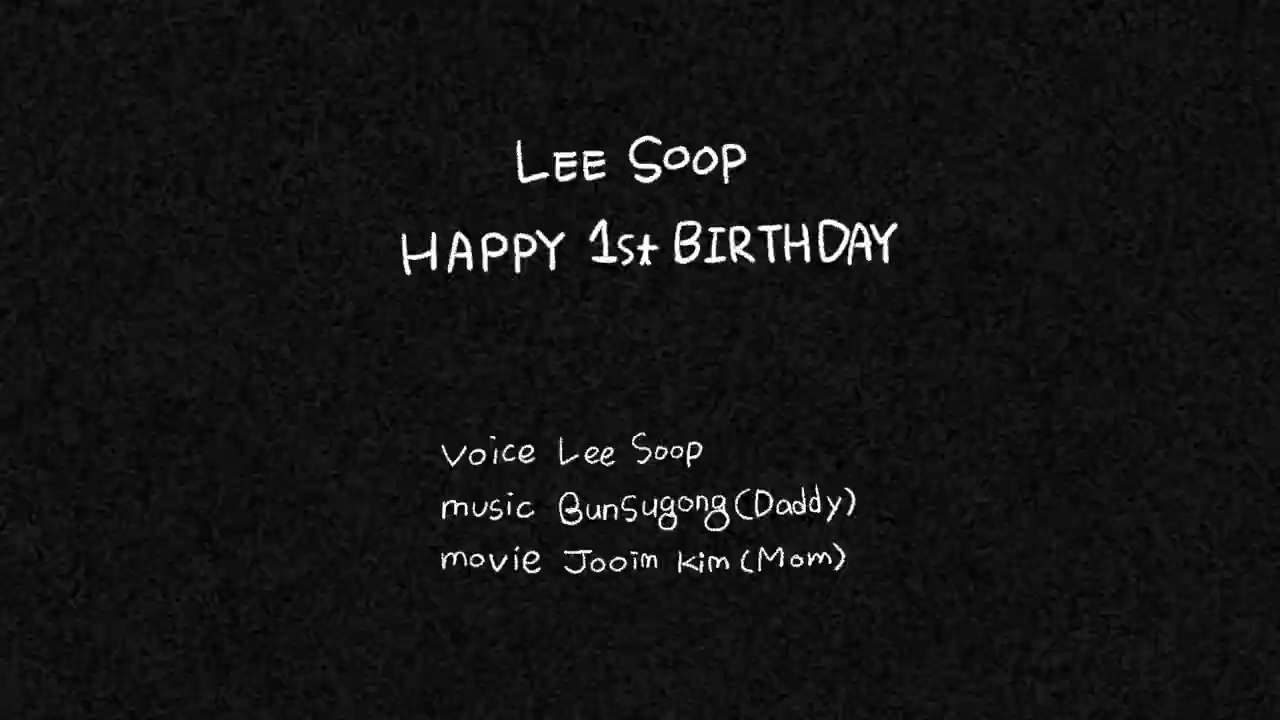 LEE SOOP
HAPPY 1st BIRTHDAY
voice Lee Soop
music Bunsugong (Daddy)
movie Jooim Kim (Mom)